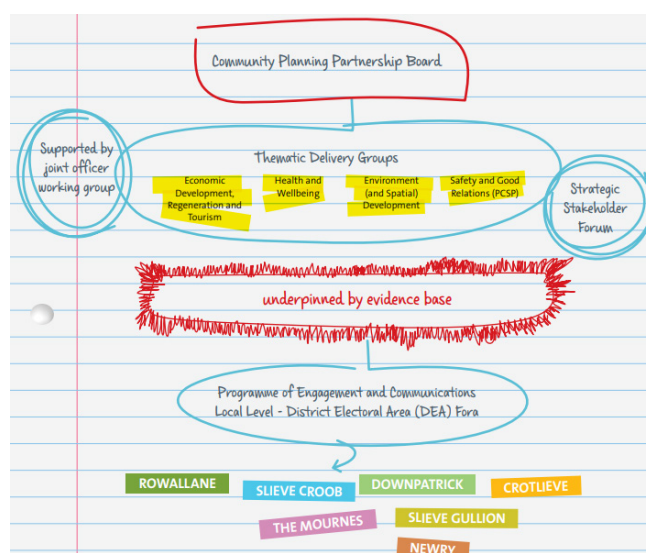 Community Planning Partnership Board
Supported by
joint officer
working group
Thematic Delivery Groups
Economic
Development,
Regeneration and
Tourism
Health and
Wellbeing
Environment
(and Spatial)
Development
Safety and Good
Relations (PCSP)
Strategic
Stakeholder
Forum
underpinned by evidence base
Programme of Engagement and Communications
Local Level - District Electoral Area (DEA) Fora
ROWALLANE
SLIEVE CROOB
DOWNPATRICK
CROTLIEVE
THE MOURNES
SLIEVE GULLION
NEWRY